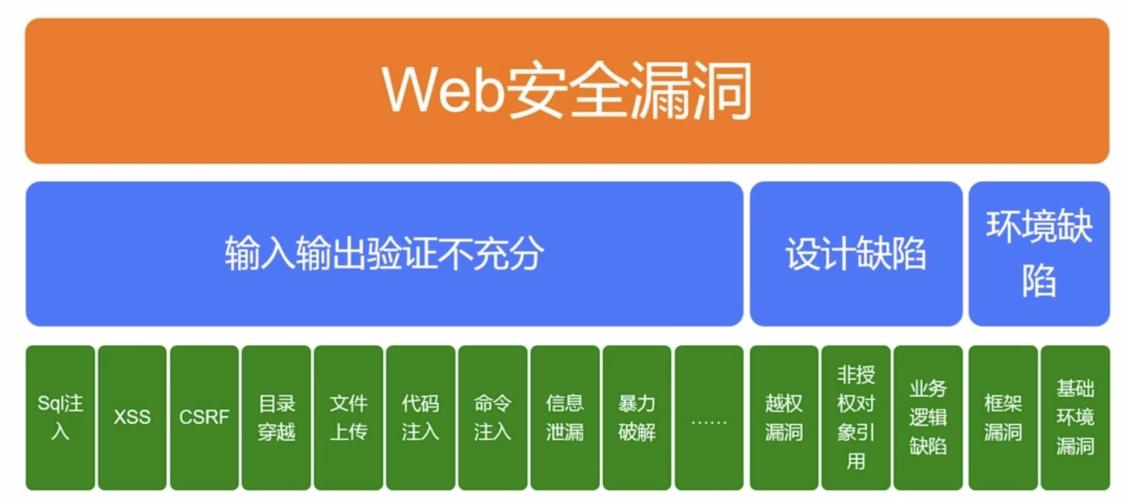 Web安全漏洞
输入输出验证不充分
设计缺陷
环境缺
陷
Sql注
入
XSS
CSRF
目录
穿越
文件
上传
代码
注入
命令
注入
信息
泄漏
暴力
破解
......
越权
漏洞
非授
权对
象引
用
业务
逻辑
缺陷
框架
漏洞
基础
环境
漏洞